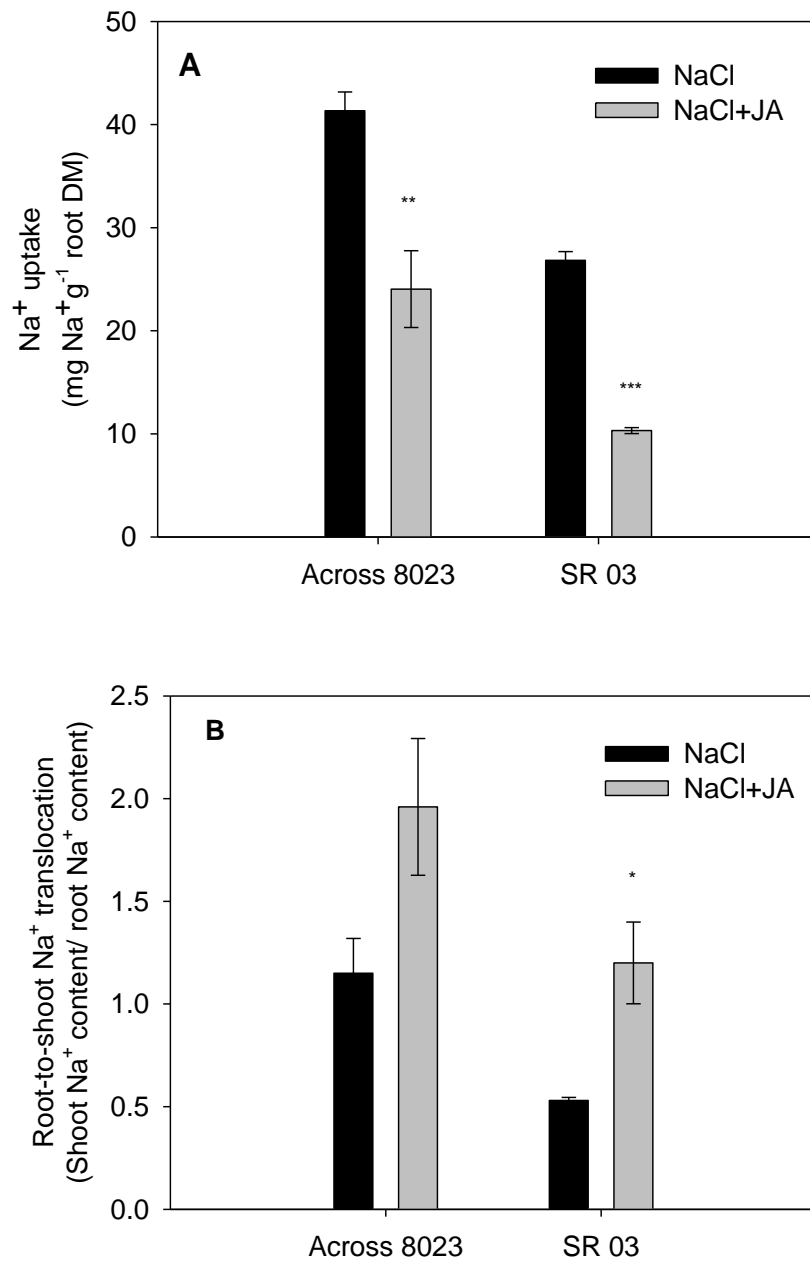 A
NaCl
NaCl+JA
50
40
30
20
10
0
Na⁺ uptake
(mg Na⁺g⁻¹ root DM)
**
***
Across 8023 SR 03
B
NaCl
NaCl+JA
2.5
2.0
1.5
1.0
0.5
0.0
Root-to-shoot Na⁺ translocation
(Shoot Na⁺ content/ root Na⁺ content)
*
Across 8023 SR 03